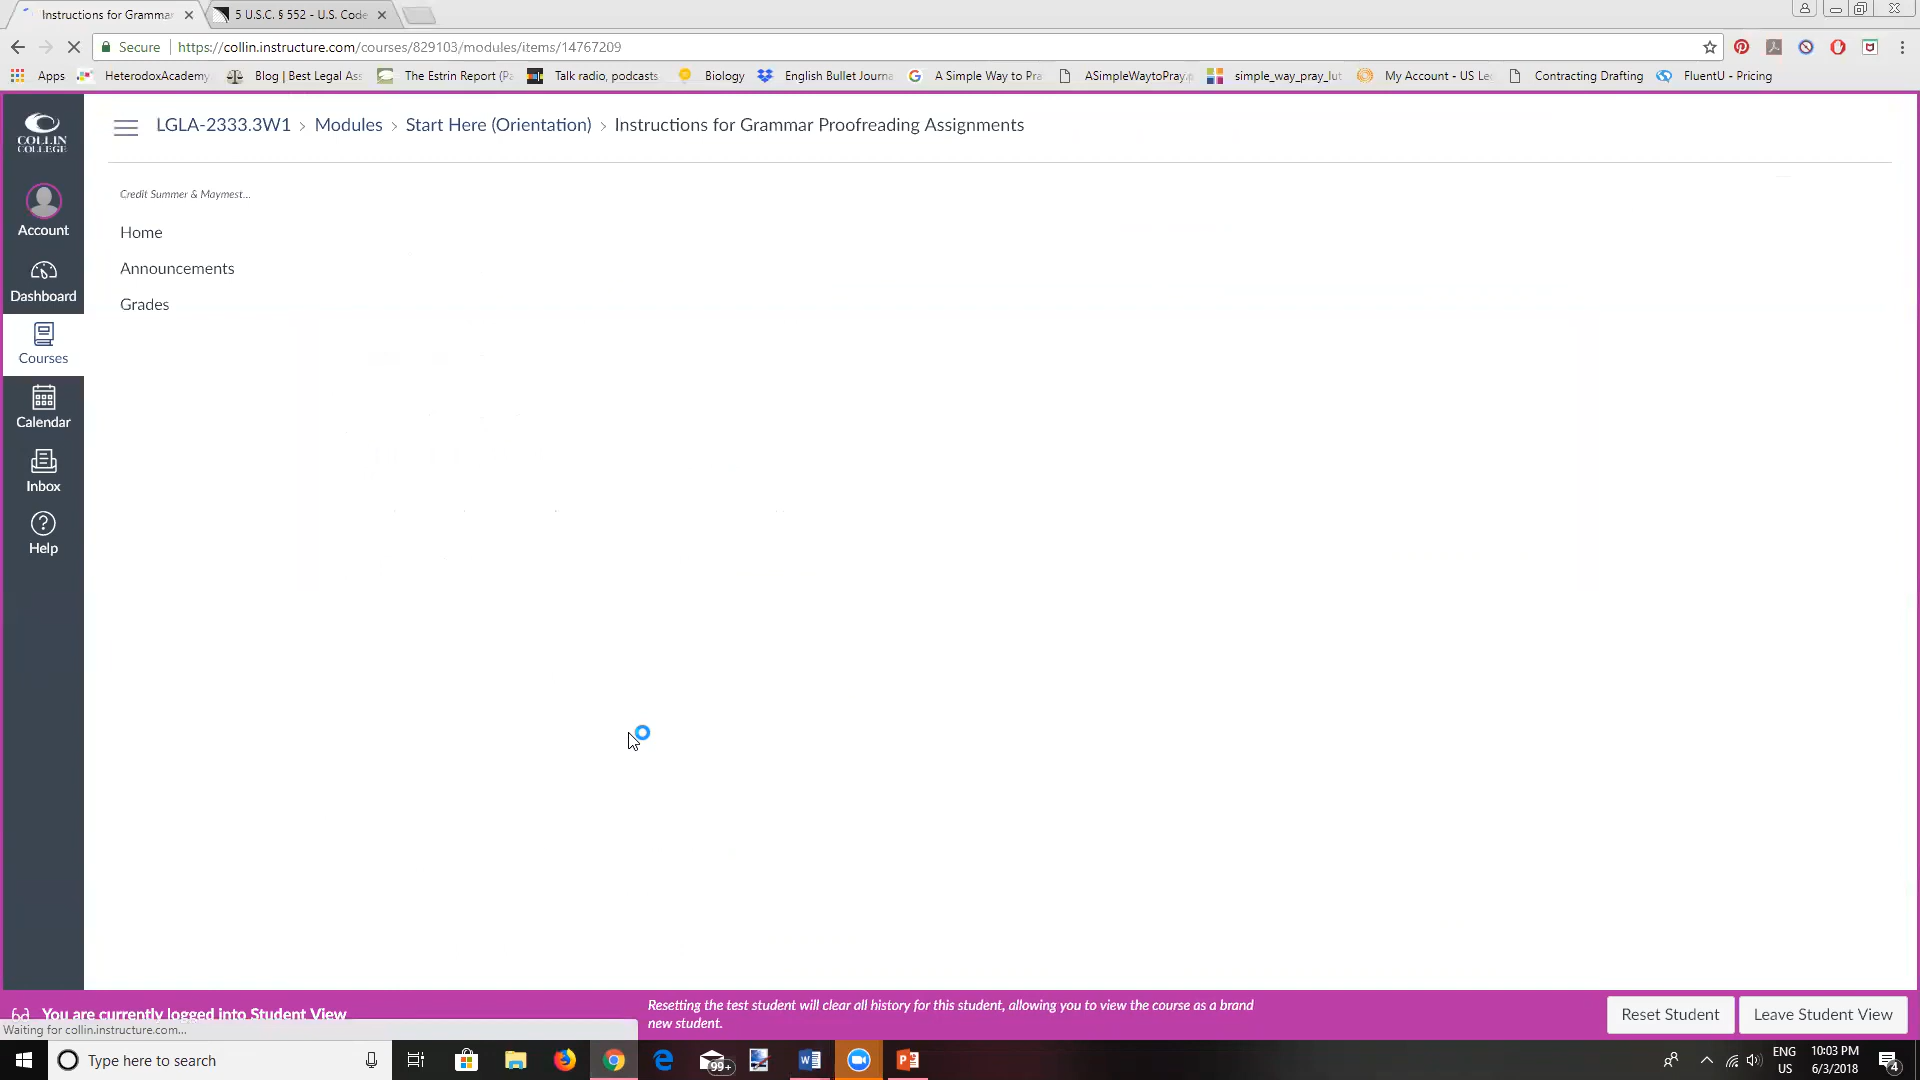 Instructions for Grammar
5 U.S.C. § 552 - U.S. Code
Secure
https://collin.instructure.com/courses/829103/modules/items/14767209
Apps
HeterodoxAcademy
Blog | Best Legal Ass
The Estrin Report (Pa
Talk radio, podcasts
Biology
English Bullet Journa
A Simple Way to Pra
ASimpleWaytoPray.p
simple_way_pray_lut
My Account - US Le
Contracting Drafting
FluentU - Pricing
COLLIN COLLEGE
LGLA-2333.3W1 › Modules › Start Here (Orientation) › Instructions for Grammar Proofreading Assignments
Credit Summer & Maymest...
Home
Announcements
Grades
Account
Dashboard
Courses
Calendar
Inbox
Help
You are currently logged into Student View
Resetting the test student will clear all history for this student, allowing you to view the course as a brand
new student.
Reset Student
Leave Student View
Waiting for collin.instructure.com...
Type here to search
99+
ENG
US
10:03 PM
6/3/2018
4